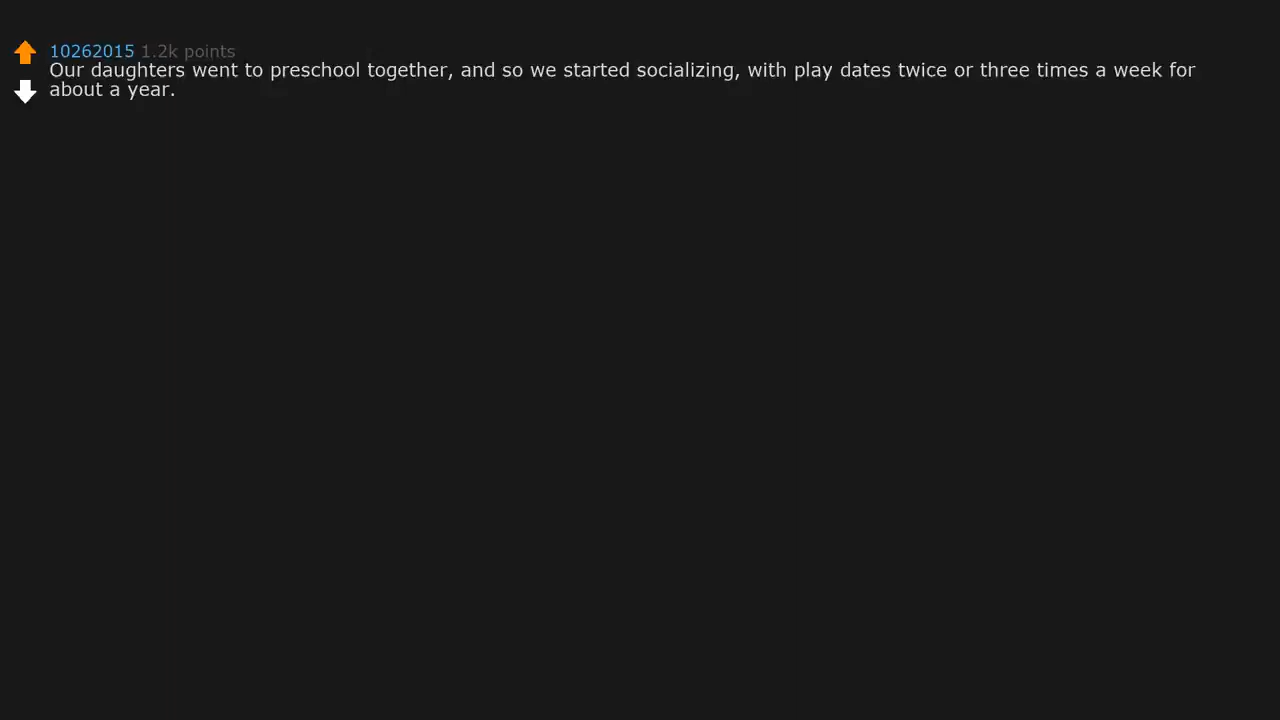 10262015 1.2k points
Our daughters went to preschool together, and so we started socializing, with play dates twice or three times a week for
about a year.